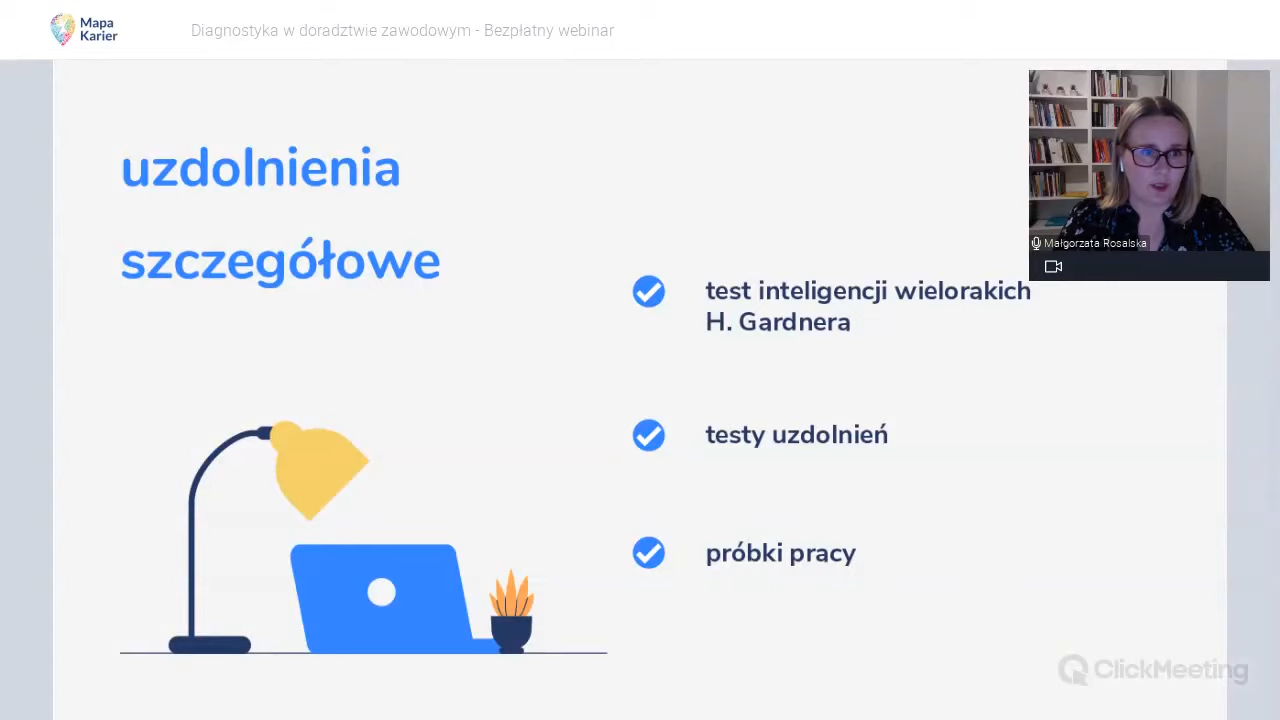 Mapa
Karier
Diagnostyka w doradztwie zawodowym - Bezpłatny webinar
uzdolnienia
szczegółowe
Małgorzata Rosalska
test inteligencji wielorakich
H. Gardnera
testy uzdolnień
próbki pracy
ClickMeeting